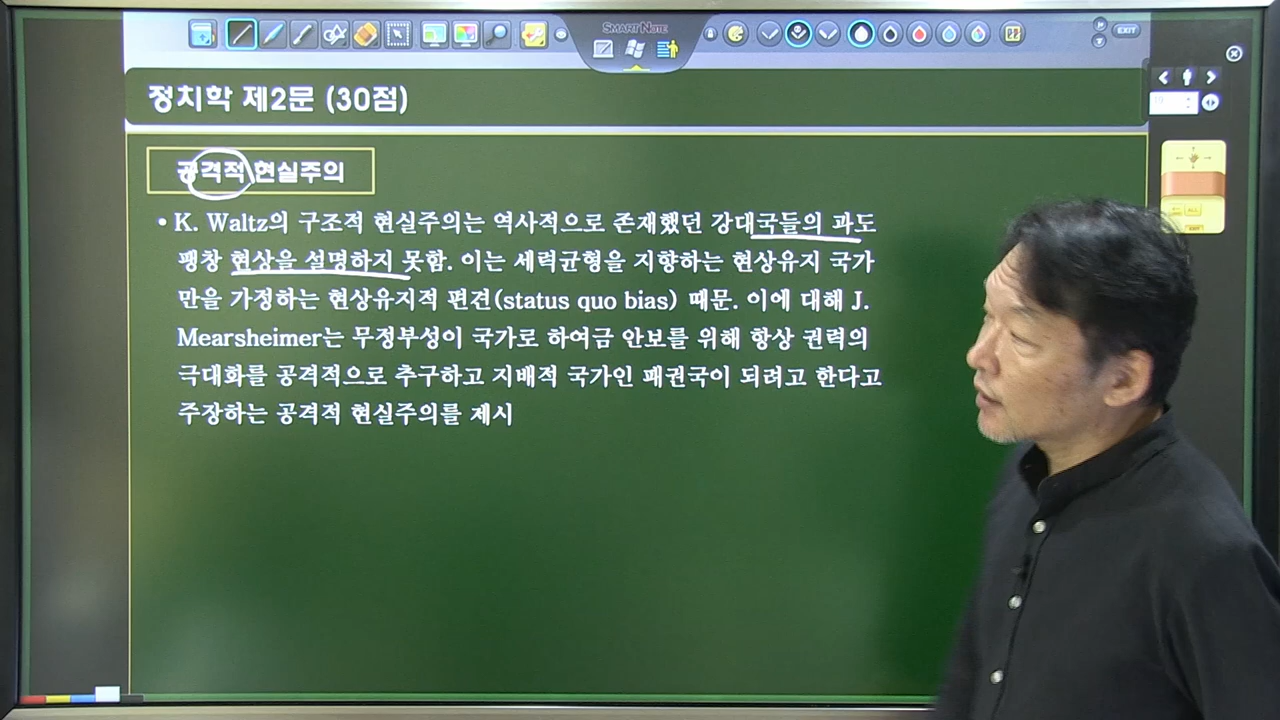 SMART NOTE
EXIT
정치학 제2문 (30점)
공격적 현실주의
• K. Waltz의 구조적 현실주의는 역사적으로 존재했던 강대국들의 과도
팽창 현상을 설명하지 못함. 이는 세력균형을 지향하는 현상유지 국가
만을 가정하는 현상유지적 편견(status quo bias) 때문. 이에 대해 J.
Mearsheimer는 무정부성이 국가로 하여금 안보를 위해 항상 권력의
극대화를 공격적으로 추구하고 지배적 국가인 패권국이 되려고 한다고
주장하는 공격적 현실주의를 제시